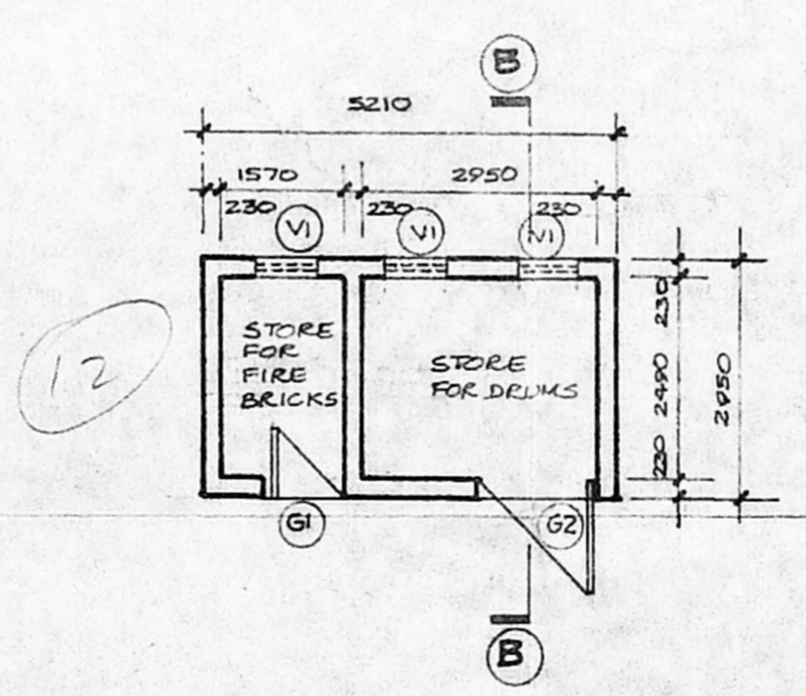 B
5210
1570
2950
230
230
230
V1
V1
V1
STORE
FOR
FIRE
BRICKS
STORE
FOR DRUMS
230
2490
230
2950
12
G1
G2
B